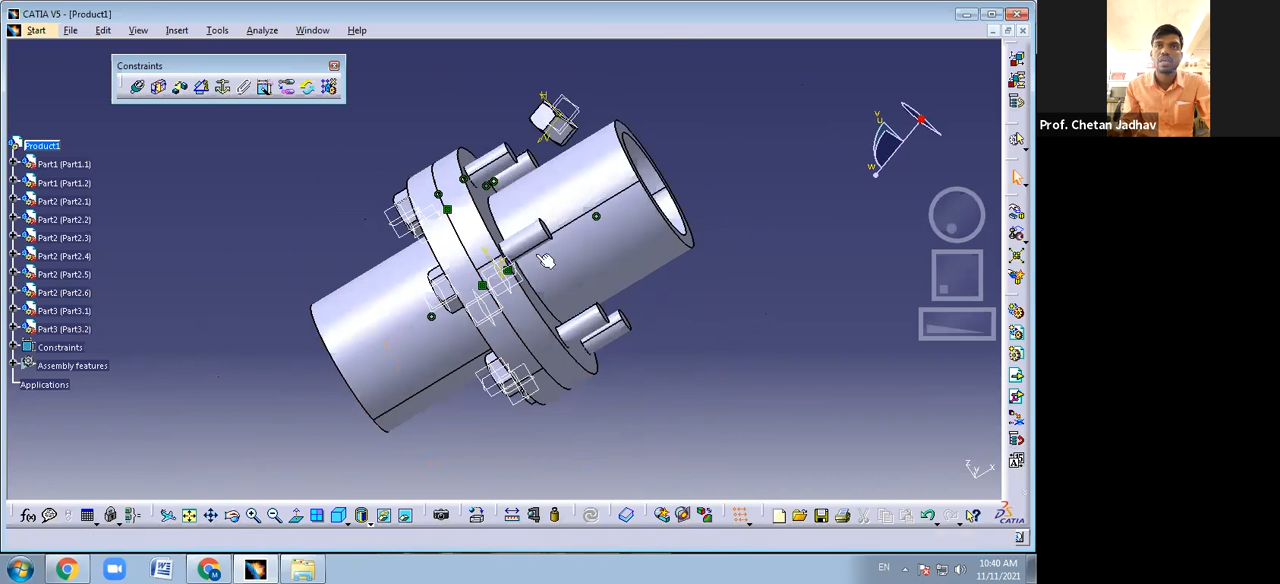 CATIA V5 - [Product1]
Start File Edit View Insert Tools Analyze Window Help
Constraints
Prof. Chetan Jadhav
Product1
Part1 (Part1.1)
Part1 (Part1.2)
Part2 (Part2.1)
Part2 (Part2.2)
Part2 (Part2.3)
Part2 (Part2.4)
Part2 (Part2.5)
Part2 (Part2.6)
Part3 (Part3.1)
Part3 (Part3.2)
Constraints
Assembly features
Applications
v
u
w
z
x
y
f(x)
CATIA
EN
10:40 AM
11/11/2021